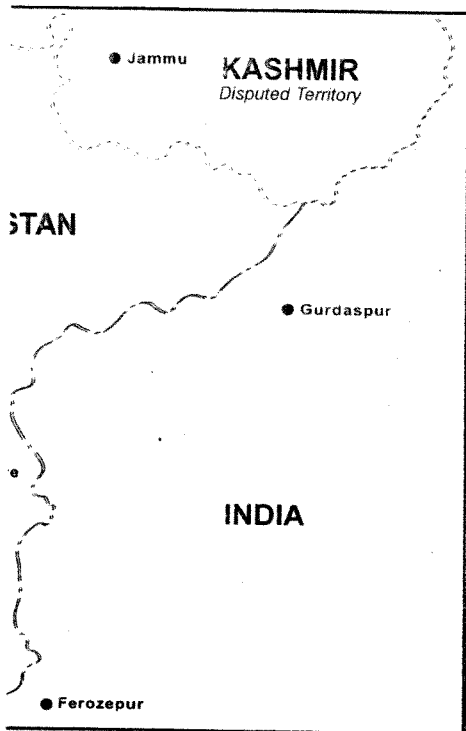 Jammu
KASHMIR
Disputed Territory
STAN
Gurdaspur
e
INDIA
Ferozepur